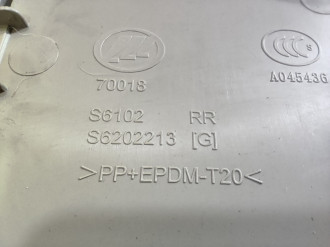 70018
A045436
S6102 RR
S6202213 [G]
>PP+EPDM-T20<